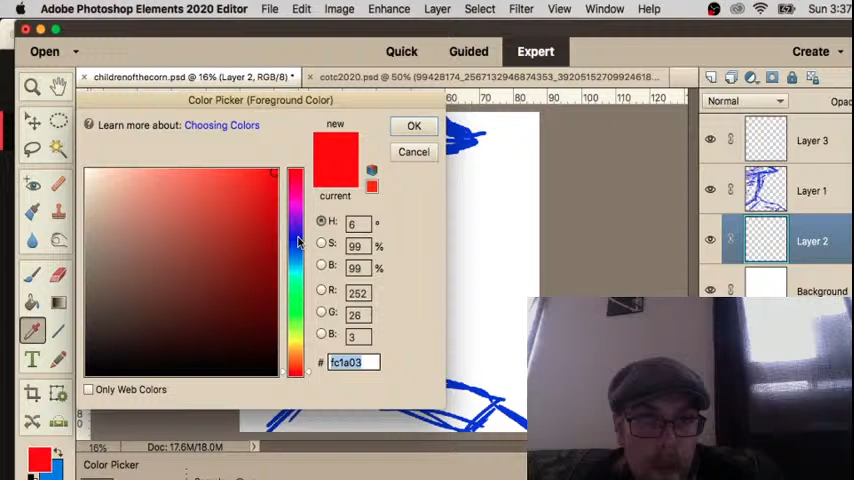 Adobe Photoshop Elements 2020 Editor File Edit Image Enhance Layer Select Filter View Window Help Sun 3:37
Open Quick Guided Expert Create
childrenofthecorn.psd @ 16% (Layer 2, RGB/8) * cotc2020.psd @ 50% (99428174_2567132946874353_39205152709924618...
Color Picker (Foreground Color)
60 70 80 90 100 110 120
Normal Opac
Learn more about: Choosing Colors
new
OK
Cancel
current
Layer 3
Layer 1
Layer 2
Background
H: 6 °
S: 99 %
B: 99 %
R: 252
G: 26
B: 3
# fc1a03
Only Web Colors
8
0
16% Doc: 17.6M/18.0M
Color Picker